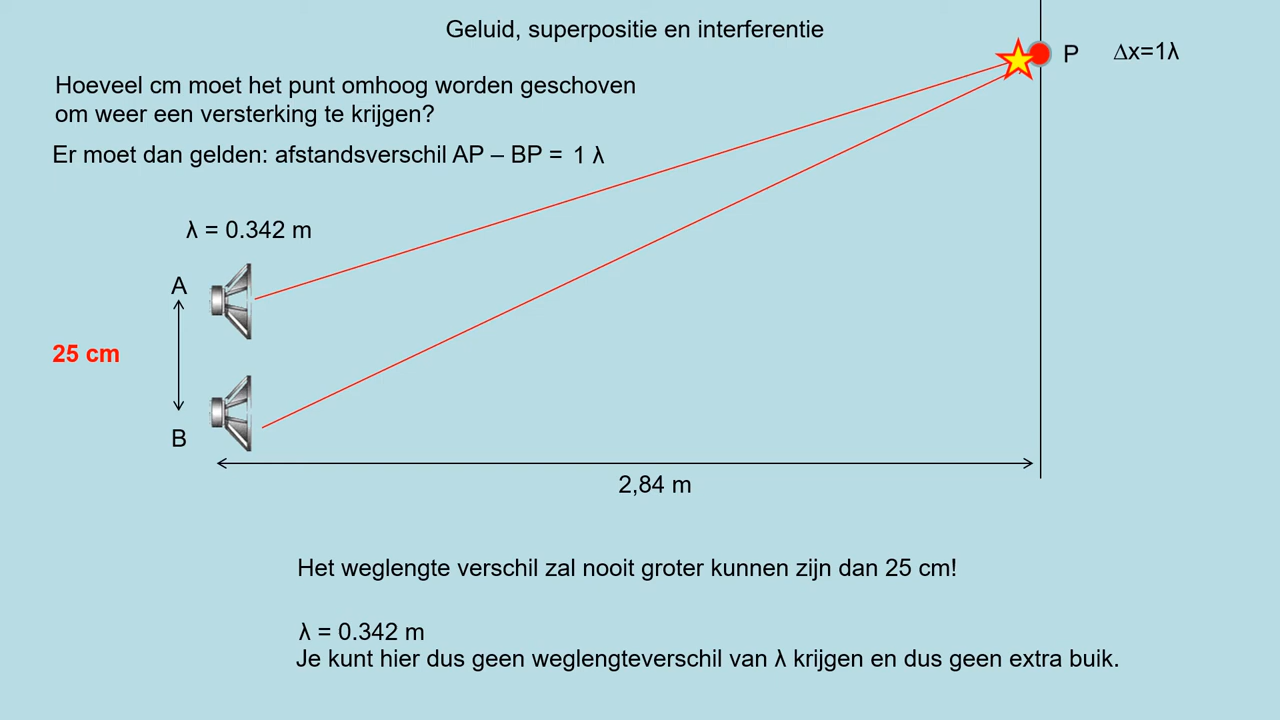 Geluid, superpositie en interferentie
P Δx=1λ
Hoeveel cm moet het punt omhoog worden geschoven
om weer een versterking te krijgen?
Er moet dan gelden: afstandsverschil AP – BP = 1 λ
λ = 0.342 m
A
25 cm
B
2,84 m
Het weglengte verschil zal nooit groter kunnen zijn dan 25 cm!
λ = 0.342 m
Je kunt hier dus geen weglengteverschil van λ krijgen en dus geen extra buik.